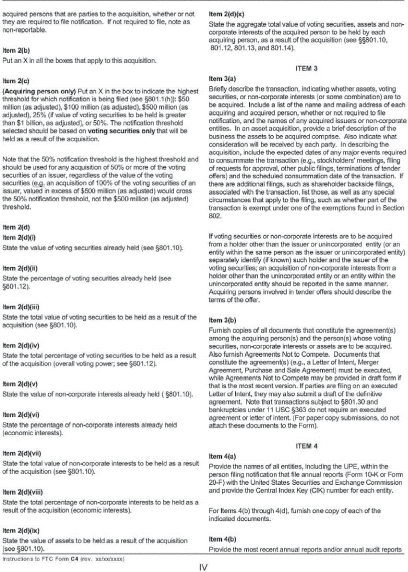 acquired persons that are parties to the acquisition, whether or not
they are required to file notification. If not required to file, note as
non-reportable.
Item 2(b)
Put an X in all the boxes that apply to this acquisition.
Item 2(c)
(Acquiring person only) Put an X in the box to indicate the highest
threshold for which notification is being filed (see §801.1(h)): $50
million (as adjusted), $100 million (as adjusted), $500 million (as
adjusted), 25% (if value of voting securities to be held is greater
than $1 billion, as adjusted), or 50%. The notification threshold
selected should be based on voting securities only that will be
held as a result of the acquisition.
Note that the 50% notification threshold is the highest threshold and
should be used for any acquisition of 50% or more of the voting
securities of an issuer, regardless of the value of the voting
securities (e.g. an acquisition of 100% of the voting securities of an
issuer, valued in excess of $500 million (as adjusted) would cross
the 50% notification threshold, not the $500 million (as adjusted)
threshold.
Item 2(d)
Item 2(d)(i)
State the value of voting securities already held (see §801.10).
Item 2(d)(ii)
State the percentage of voting securities already held (see
§801.12).
Item 2(d)(iii)
State the total value of voting securities to be held as a result of the
acquisition (see §801.10).
Item 2(d)(iv)
State the total percentage of voting securities to be held as a result
of the acquisition (overall voting power; see §801.12).
Item 2(d)(v)
State the value of non-corporate interests already held ( §801.10).
Item 2(d)(vi)
State the percentage of non-corporate interests already held
(economic interests).
Item 2(d)(vii)
State the total value of non-corporate interests to be held as a result
of the acquisition (see §801.10).
Item 2(d)(viii)
State the total percentage of non-corporate interests to be held as a
result of the acquisition (economic interests).
Item 2(d)(ix)
State the value of assets to be held as a result of the acquisition
(see §801.10).
Item 2(d)(x)
State the aggregate total value of voting securities, assets and non-
corporate interests of the acquired person to be held by each
acquiring person, as a result of the acquisition (see §§801.10,
801.12, 801.13, and 801.14).
ITEM 3
Item 3(a)
Briefly describe the transaction, indicating whether assets, voting
securities, or non-corporate interests (or some combination) are to
be acquired. Include a list of the name and mailing address of each
acquiring and acquired person, whether or not required to file
notification, and the names of any acquired issuers or non-corporate
entities. In an asset acquisition, provide a brief description of the
business the assets to be acquired comprise. Also indicate what
consideration will be received by each party. In describing the
acquisition, include the expected dates of any major events required
to consummate the transaction (e.g., stockholders' meetings, filing
of requests for approval, other public filings, terminations of tender
offers) and the scheduled consummation date of the transaction. If
there are additional filings, such as shareholder backside filings,
associated with the transaction, list those, as well as any special
circumstances that apply to the filing, such as whether part of the
transaction is exempt under one of the exemptions found in Section
802.
If voting securities or non-corporate interests are to be acquired
from a holder other than the issuer or unincorporated entity (or an
entity within the same person as the issuer or unincorporated entity)
separately identify (if known) such holder and the issuer of the
voting securities; an acquisition of non-corporate interests from a
holder other than the unincorporated entity or an entity within the
unincorporated entity should be reported in the same manner.
Acquiring persons involved in tender offers should describe the
terms of the offer.
Item 3(b)
Furnish copies of all documents that constitute the agreement(s)
among the acquiring person(s) and the person(s) whose voting
securities, non-corporate interests or assets are to be acquired.
Also furnish Agreements Not to Compete. Documents that
constitute the agreement(s) (e.g., a Letter of Intent, Merger
Agreement, Purchase and Sale Agreement) must be executed,
while Agreements Not to Compete may be provided in draft form if
that is the most recent version. If parties are filing on an executed
Letter of Intent, they may also submit a draft of the definitive
agreement. Note that transactions subject to §801.30 and
bankruptcies under 11 USC §363 do not require an executed
agreement or letter of intent. (For paper copy submissions, do not
attach these documents to the Form).
ITEM 4
Item 4(a)
Provide the names of all entities, including the UPE, within the
person filing notification that file annual reports (Form 10-K or Form
20-F) with the United States Securities and Exchange Commission
and provide the Central Index Key (CIK) number for each entity.
For Items 4(b) through 4(d), furnish one copy of each of the
indicated documents.
Item 4(b)
Provide the most recent annual reports and/or annual audit reports
Instructions to FTC Form C4 (rev. xx/xx/xxxx)
IV